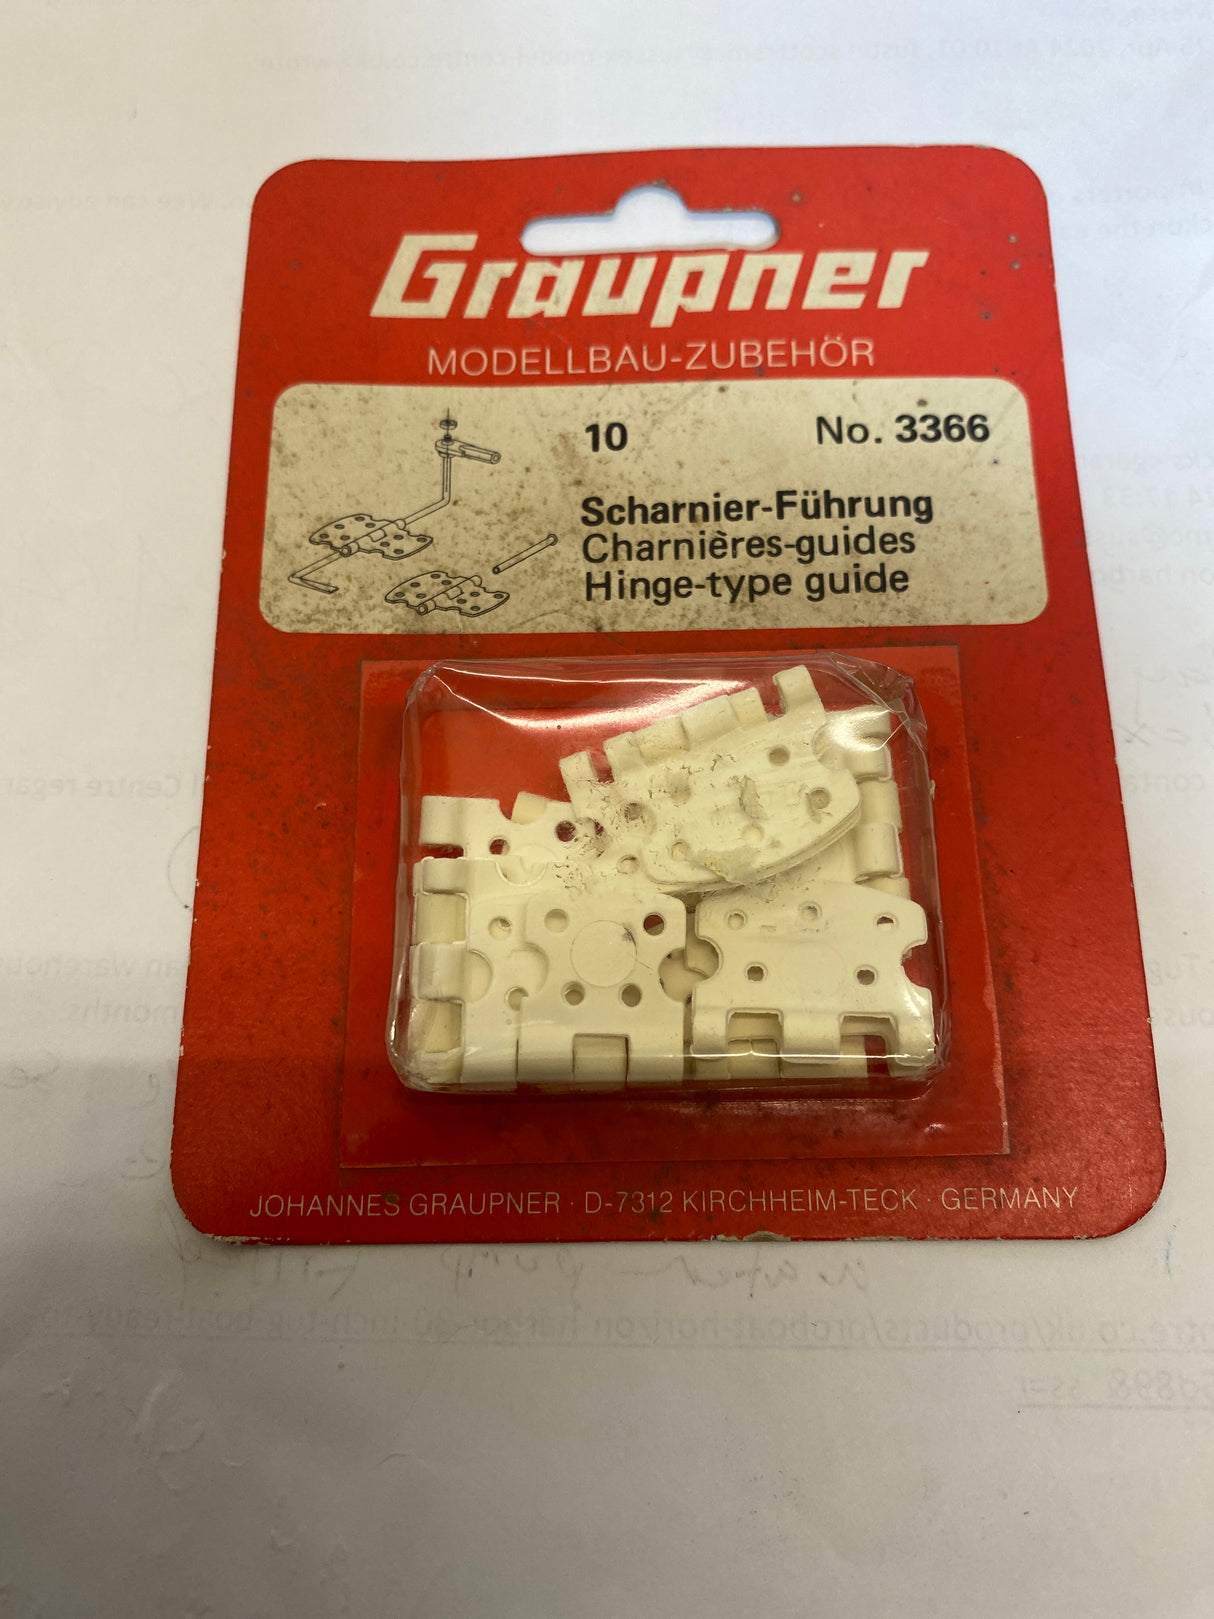 Graupner
MODELLBAU-ZUBEHÖR
10 No. 3366
Scharnier-Führung
Charnières-guides
Hinge-type guide
JOHANNES GRAUPNER · D-7312 KIRCHHEIM-TECK · GERMANY